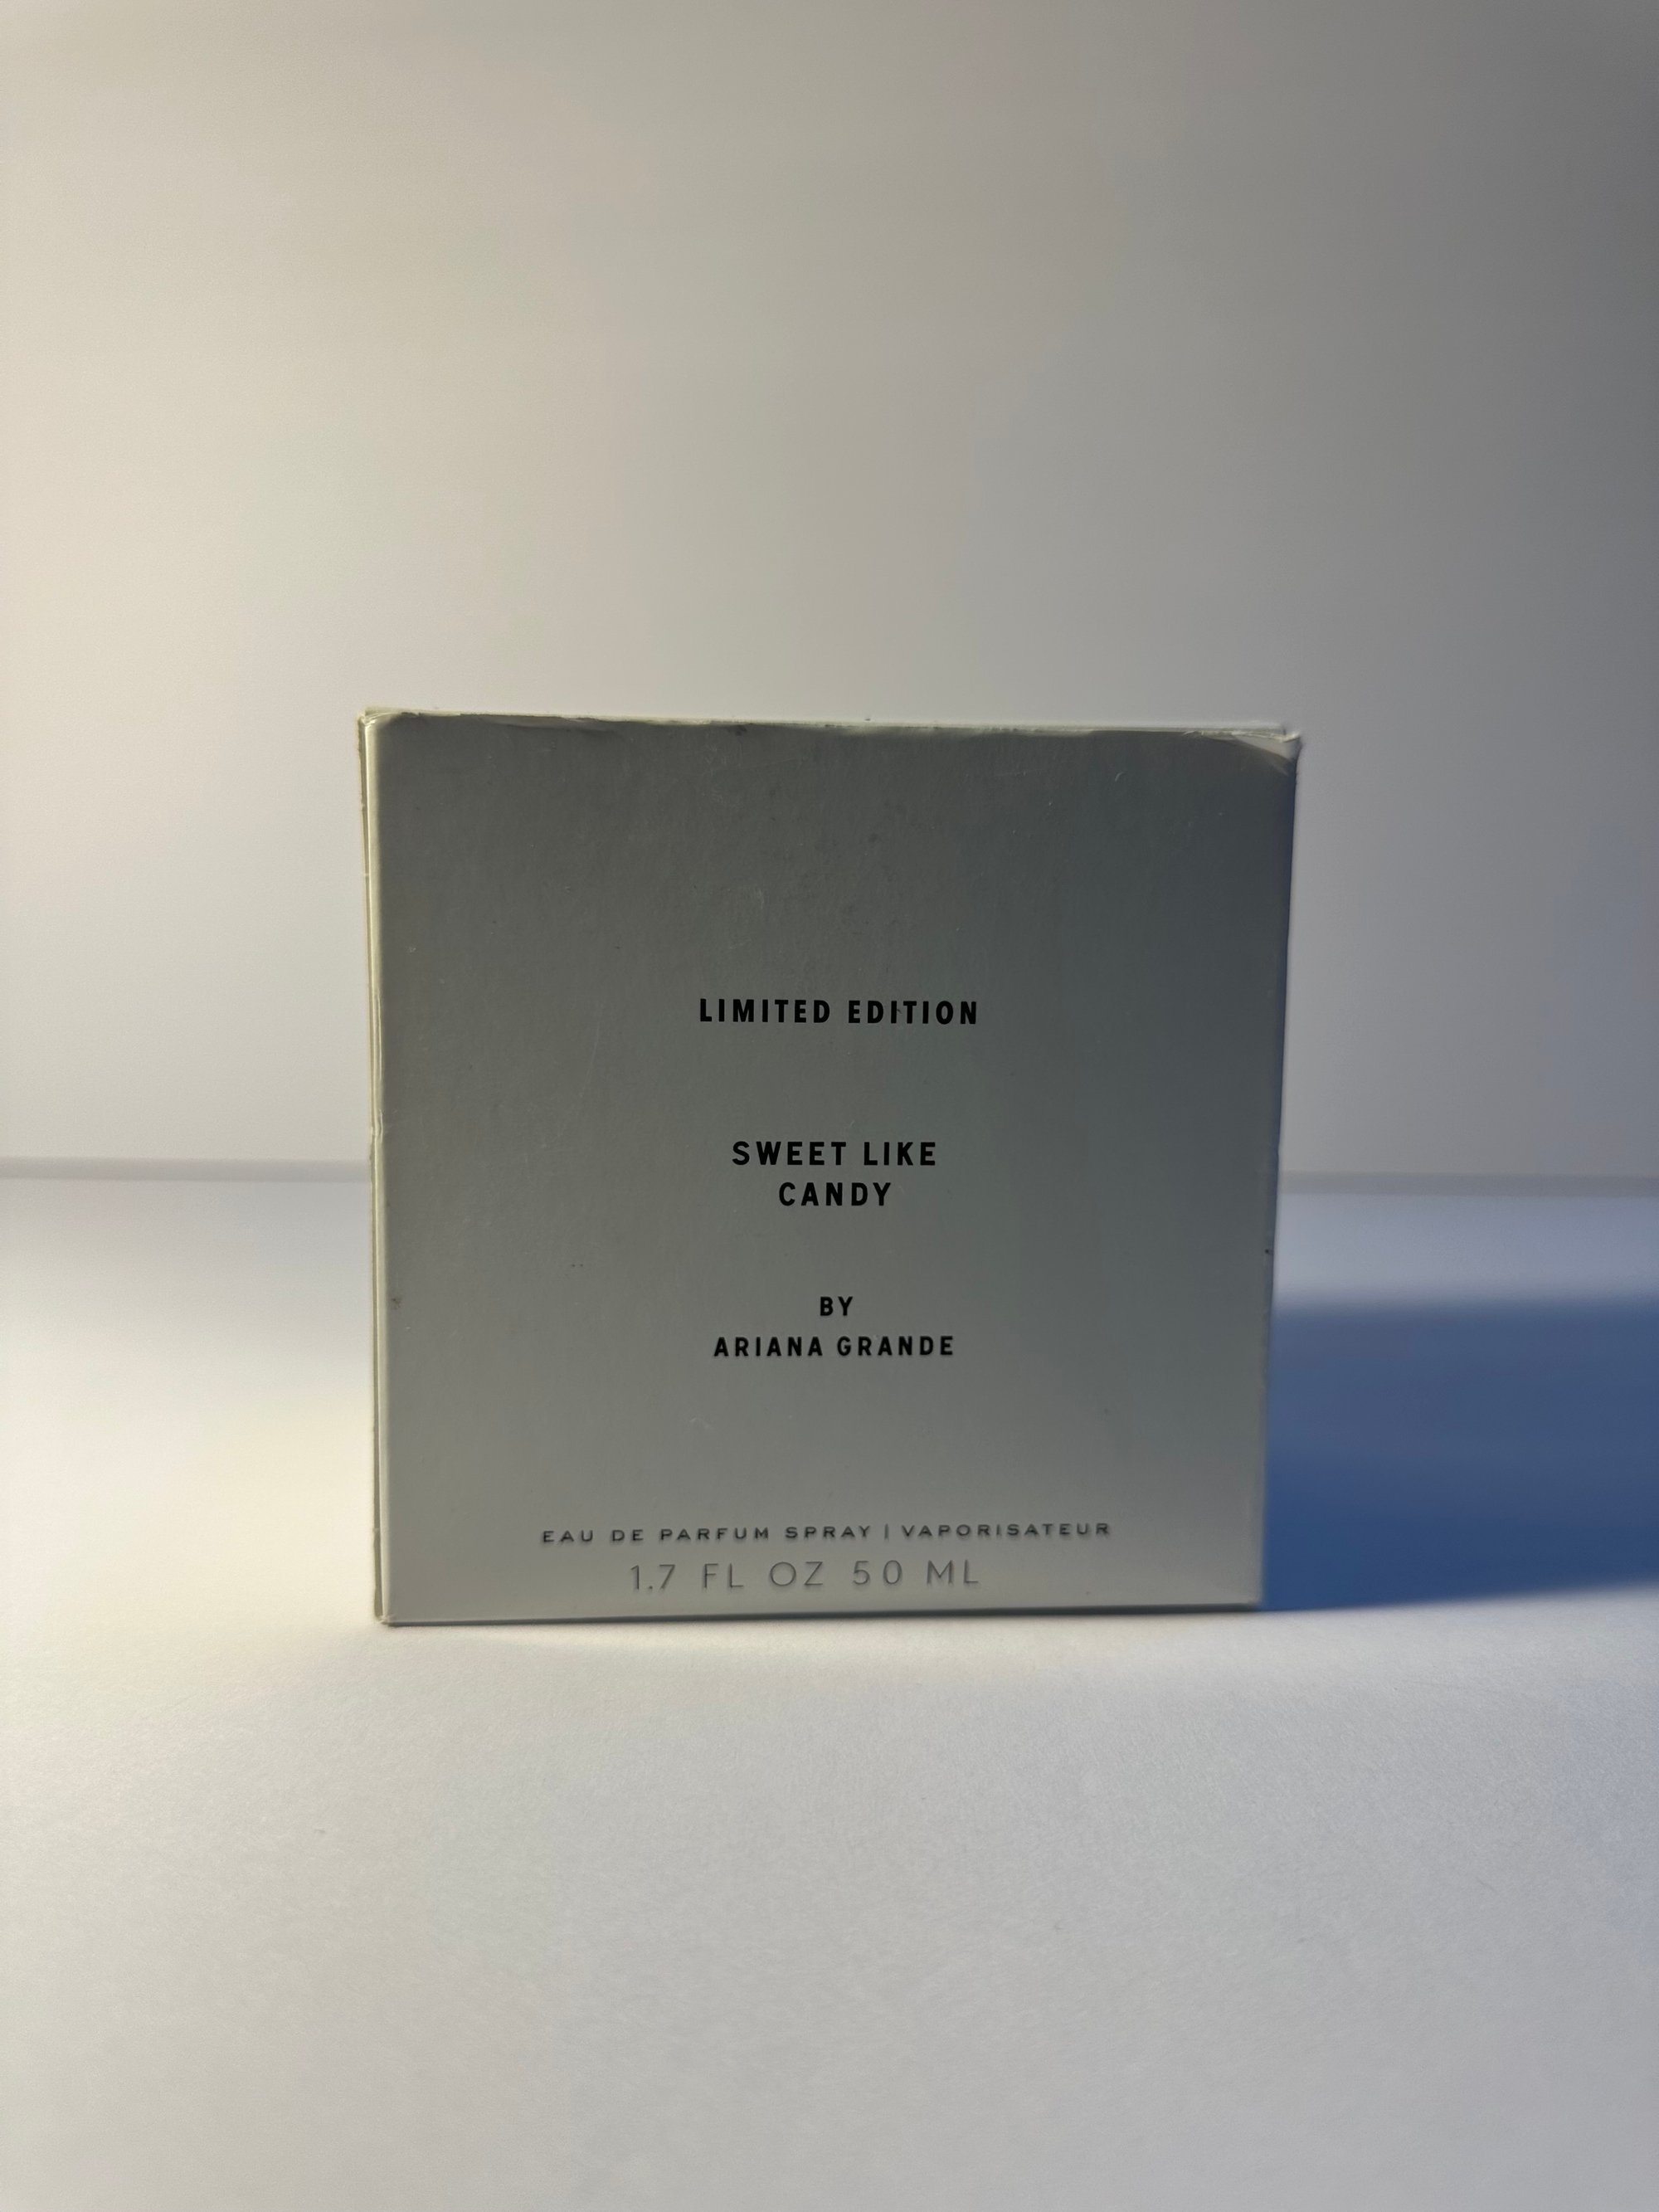 LIMITED EDITION
SWEET LIKE
CANDY
BY
ARIANA GRANDE
EAU DE PARFUM SPRAY | VAPORISATEUR
1.7 FL OZ 50 ML